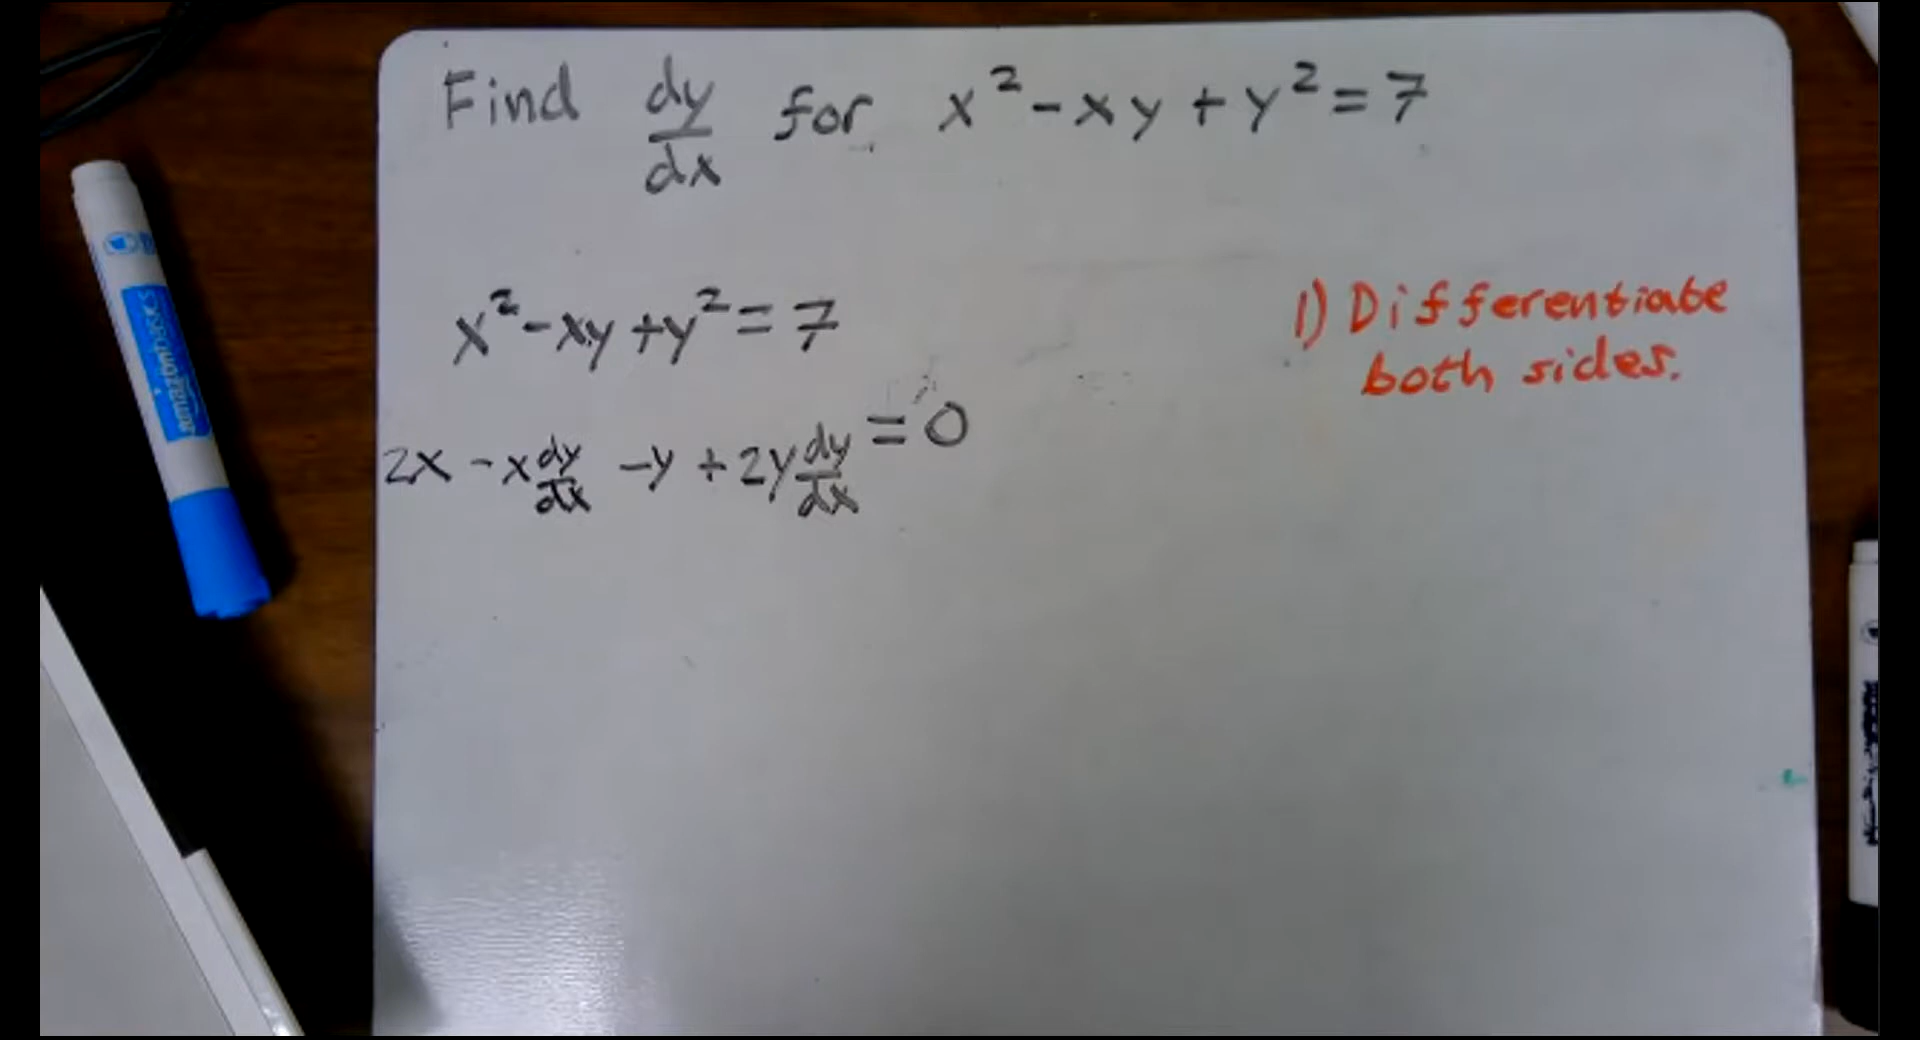 Find dy/dx for x² - xy + y² = 7
x² - xy + y² = 7
1) Differentiate
both sides.
2x - x dy/dx - y + 2y dy/dx = 0
amazonbasics